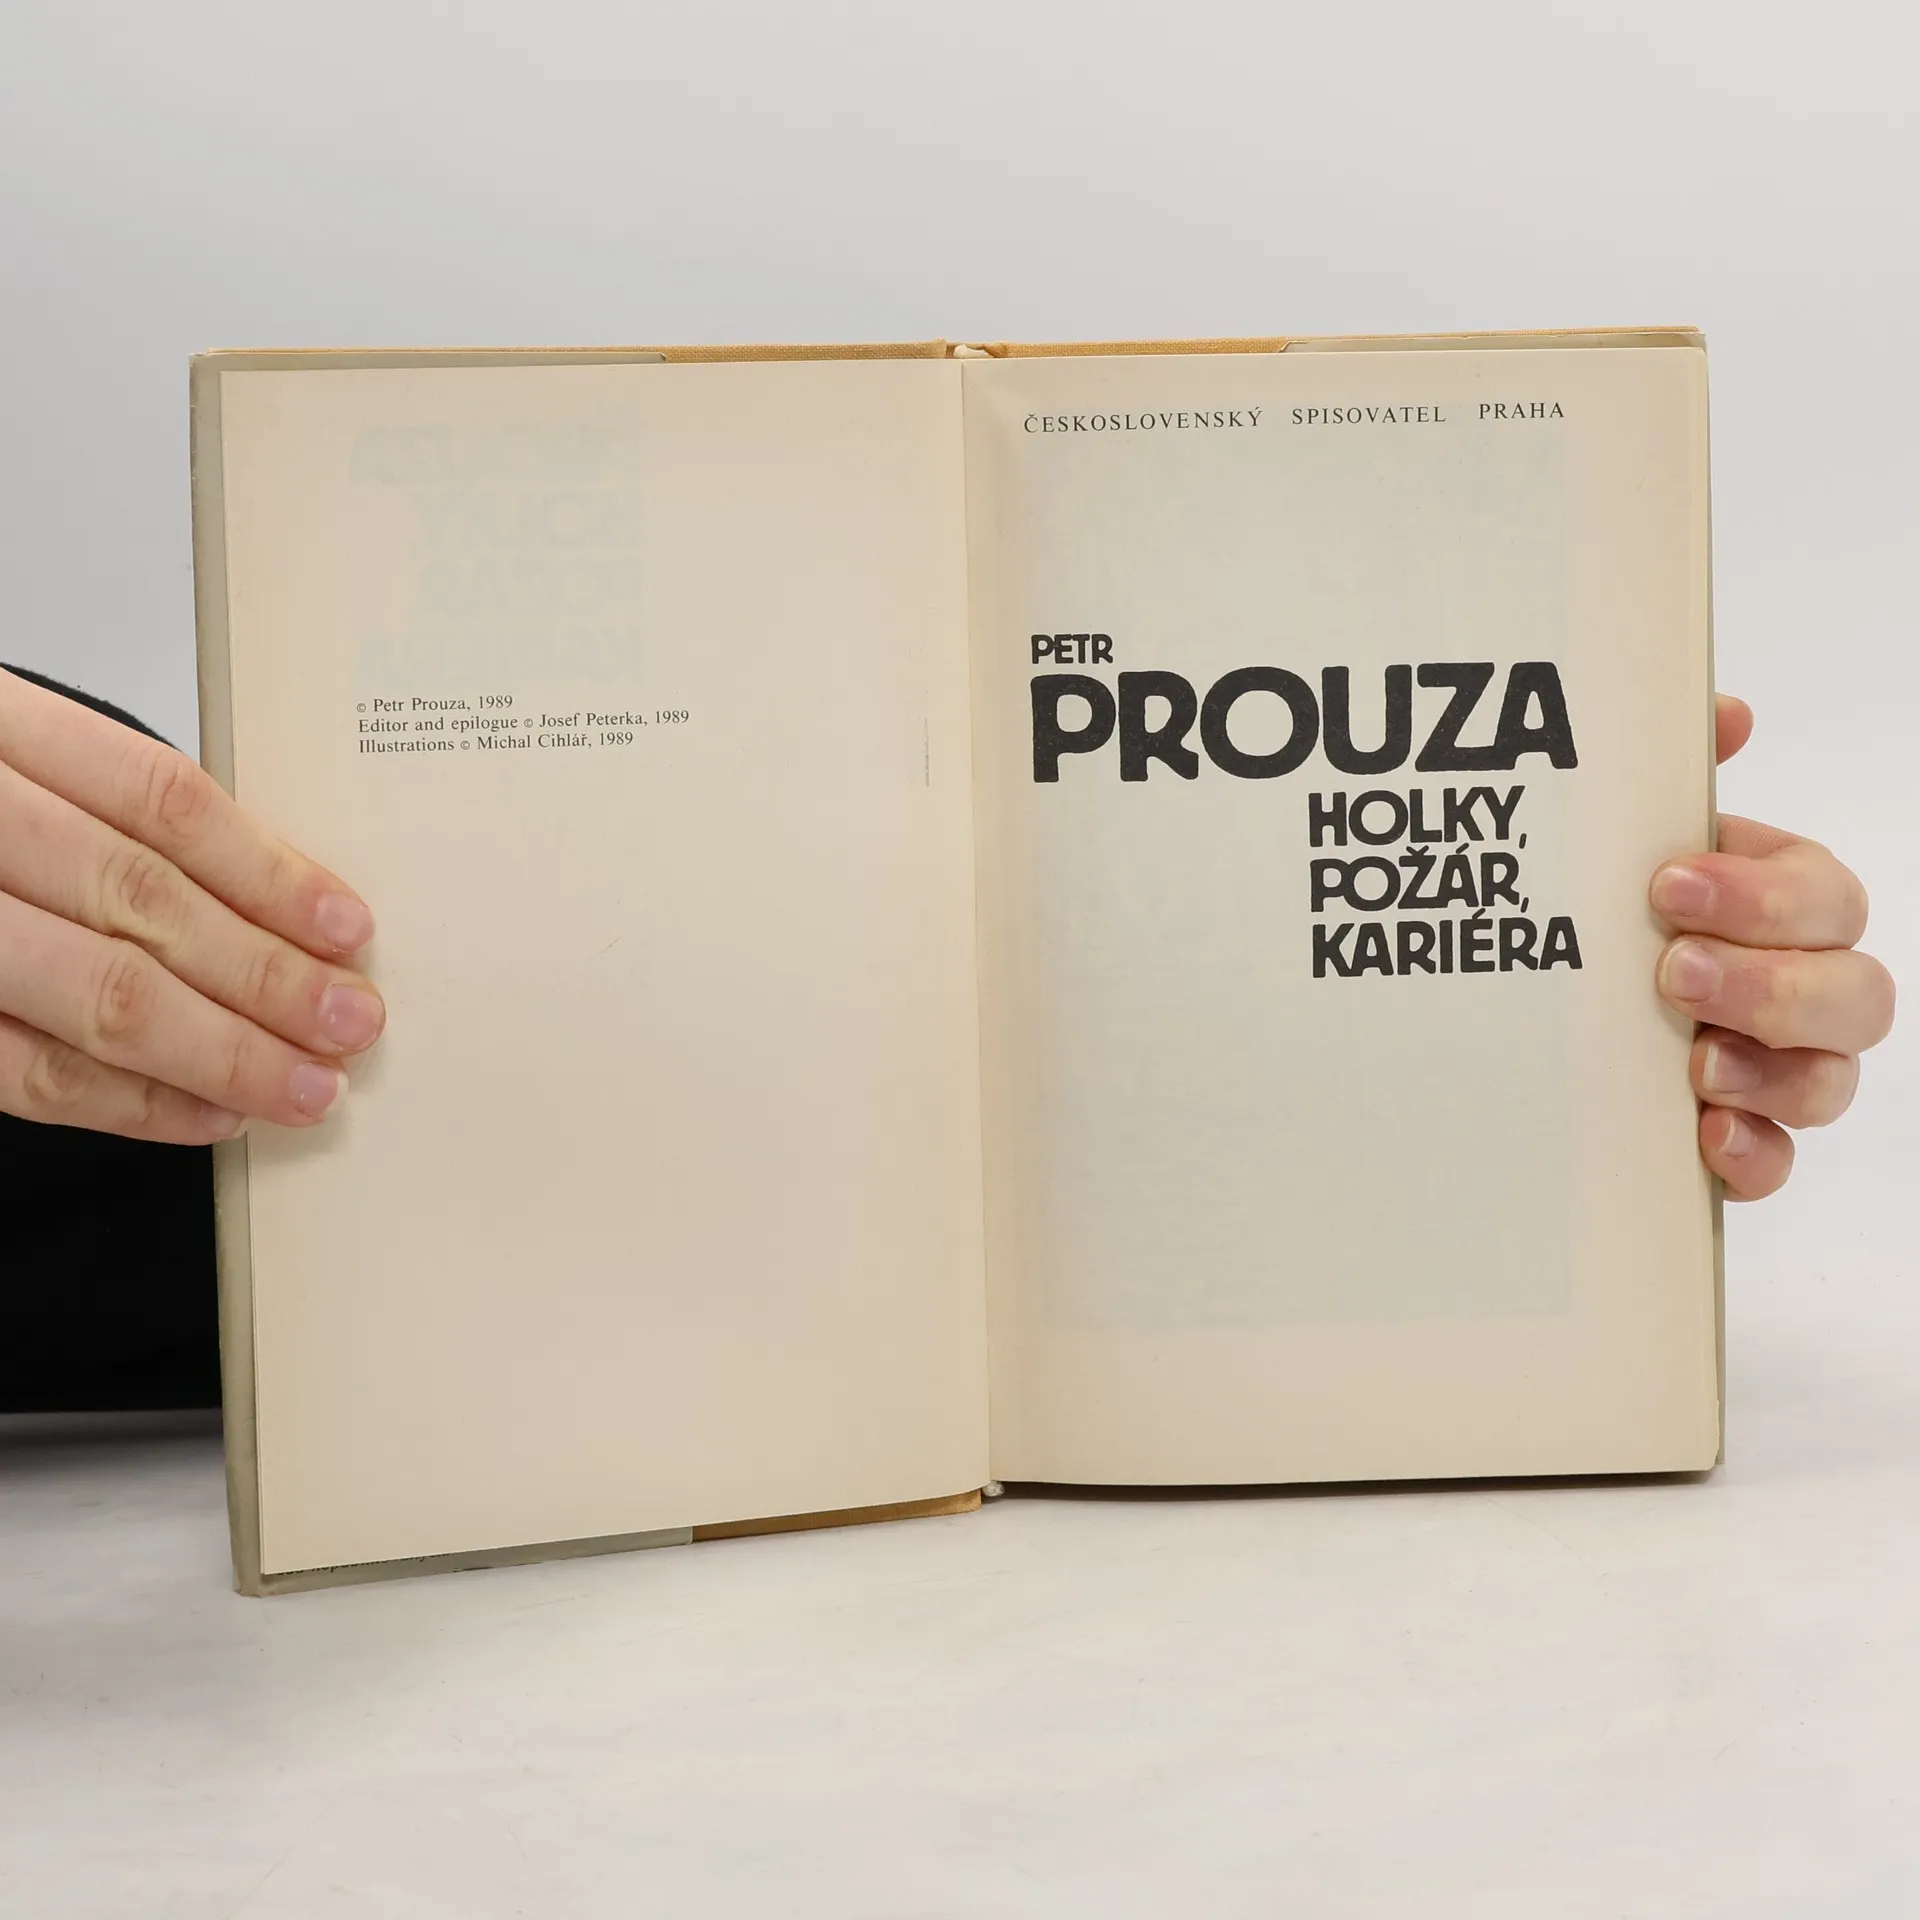 © Petr Prouza, 1989
Editor and epilogue © Josef Peterka, 1989
Illustrations © Michal Cihlář, 1989
ČESKOSLOVENSKÝ SPISOVATEL PRAHA
PETR
PROUZA
HOLKY,
POŽÁR,
KARIÉRA